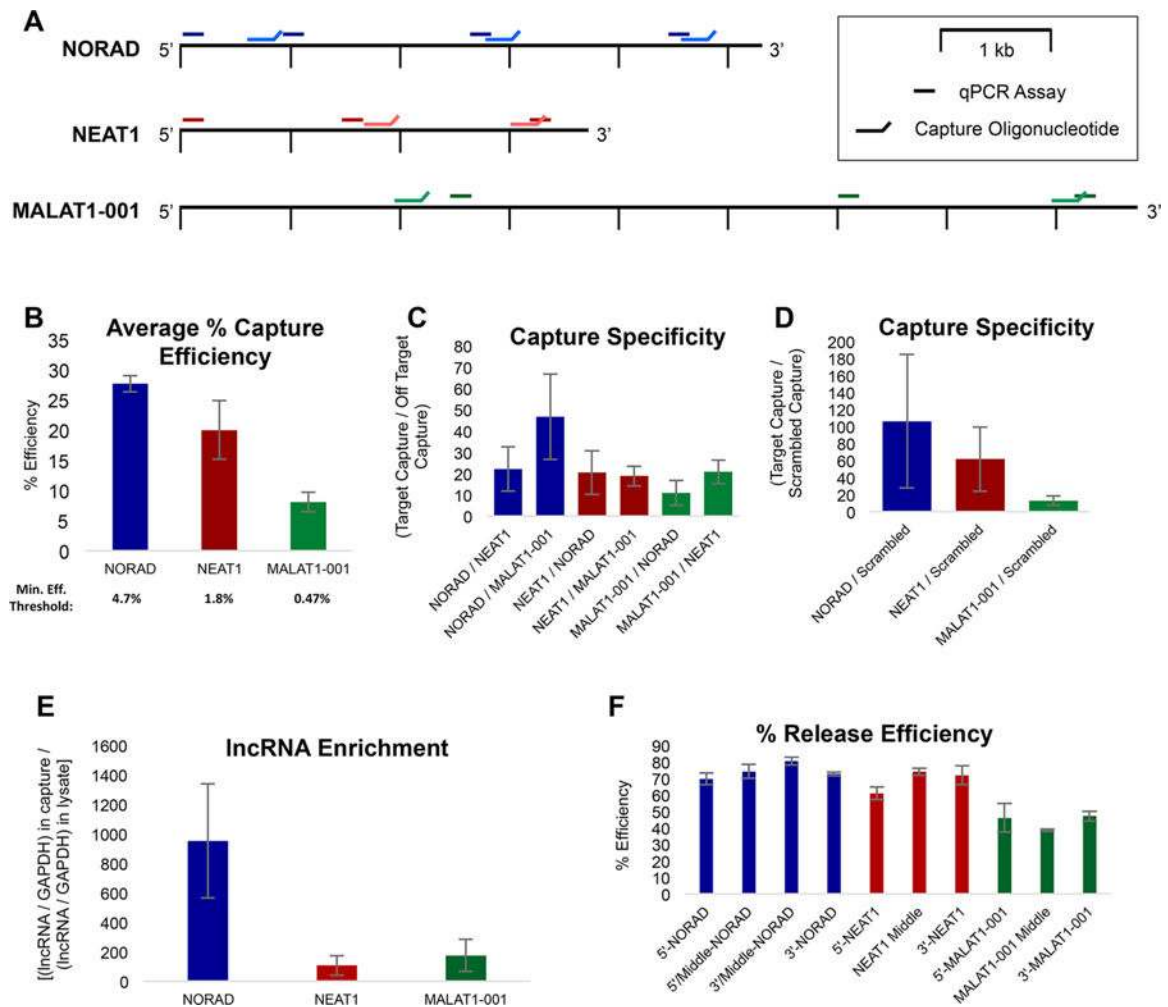 A
NORAD 5' 3'
1 kb
qPCR Assay
Capture Oligonucleotide
NEAT1 5' 3'
MALAT1-001 5' 3'
B
Average % Capture
Efficiency
% Efficiency
35
30
25
20
15
10
5
0
NORAD NEAT1 MALAT1-001
Min. Eff.
Threshold: 4.7% 1.8% 0.47%
C
Capture Specificity
(Target Capture / Off Target
Capture)
80
70
60
50
40
30
20
10
0
NORAD / NEAT1
NORAD / MALAT1-001
NEAT1 / NORAD
NEAT1 / MALAT1-001
MALAT1-001 / NORAD
MALAT1-001 / NEAT1
D
Capture Specificity
(Target Capture /
Scrambled Capture)
200
180
160
140
120
100
80
60
40
20
0
NORAD / Scrambled
NEAT1 / Scrambled
MALAT1-001 / Scrambled
E
lncRNA Enrichment
[(lncRNA / GAPDH) in capture /
(lncRNA / GAPDH) in lysate]
1600
1400
1200
1000
800
600
400
200
0
NORAD NEAT1 MALAT1-001
F
% Release Efficiency
% Efficiency
90
80
70
60
50
40
30
20
10
0
5'-NORAD
5'/Middle-NORAD
3'/Middle-NORAD
3'-NORAD
5'-NEAT1
NEAT1 Middle
3'-NEAT1
5'-MALAT1-001
MALAT1-001 Middle
3'-MALAT1-001